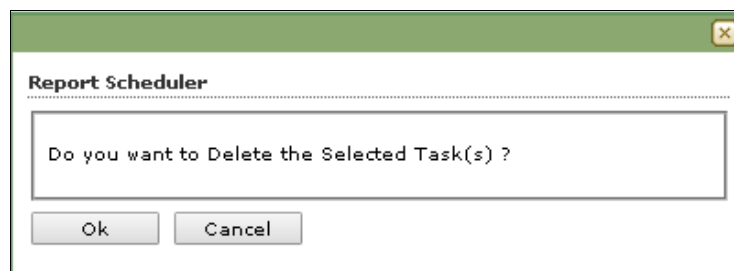 Report Scheduler
Do you want to Delete the Selected Task(s) ?
Ok
Cancel